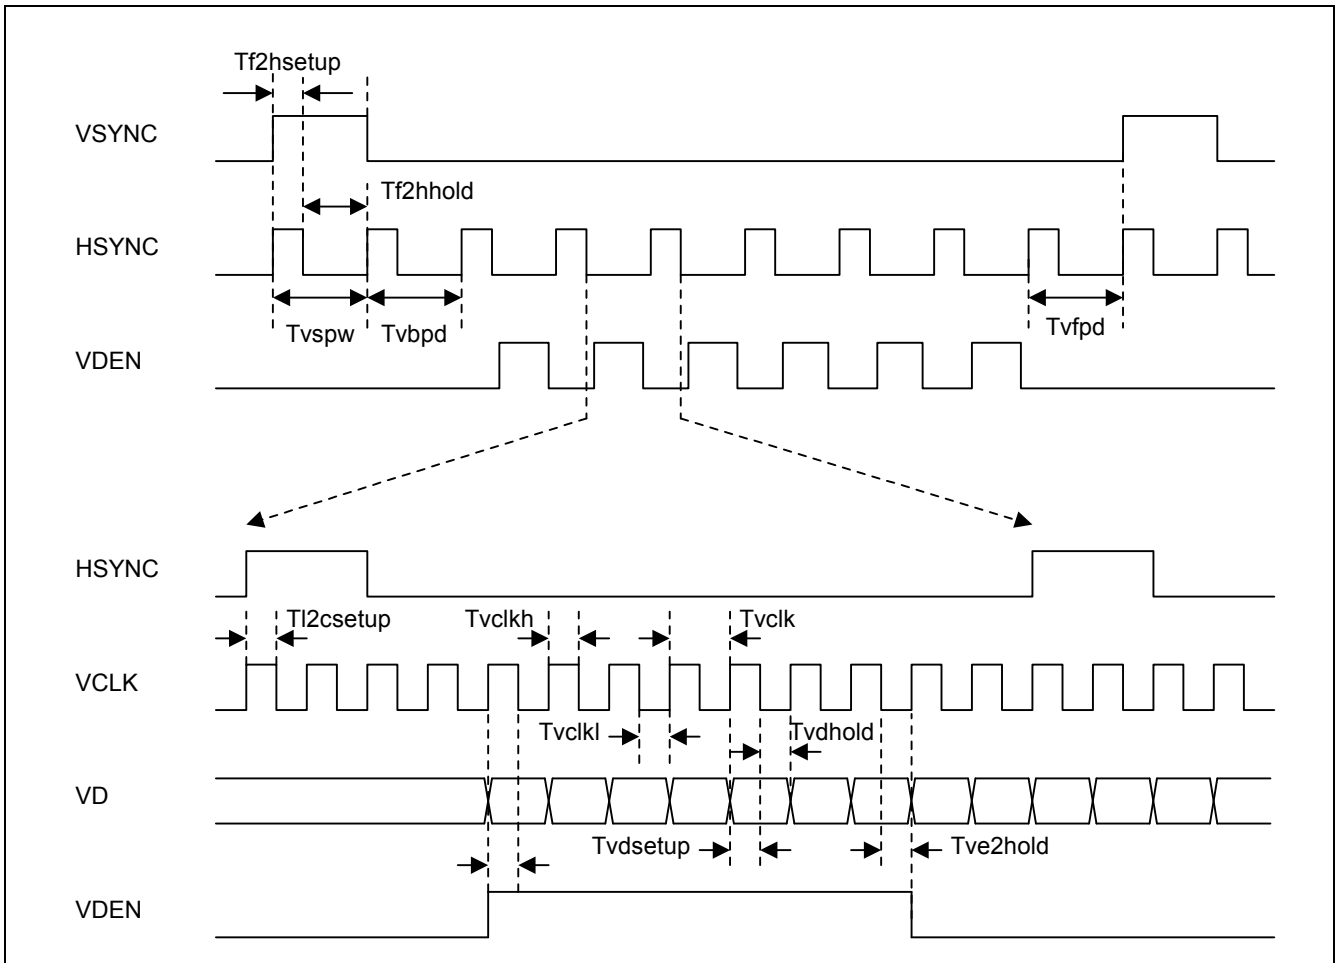 Tf2hsetup
VSYNC
Tf2hhold
HSYNC
Tvspw
Tvbpd
Tvfpd
VDEN
HSYNC
Tl2csetup
Tvclkh
Tvclk
VCLK
Tvclkl
Tvdhold
VD
Tvdsetup
Tve2hold
VDEN